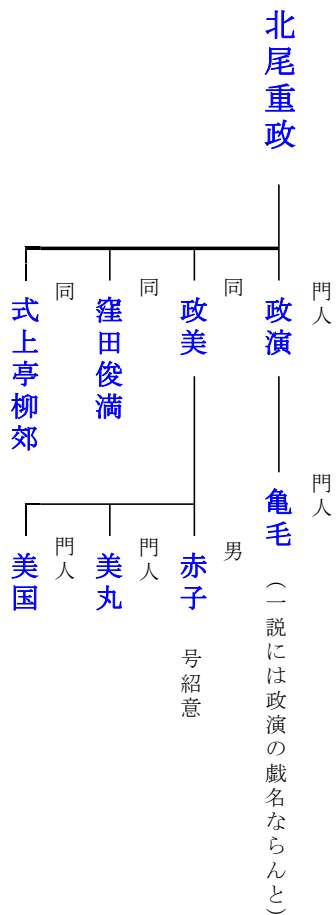 北尾重政
門人
政演
門人
亀毛
（一説には政演の戯名ならんと）
同
政美
男
赤子
号紹意
同
窪田俊満
門人
美丸
同
式上亭柳郊
門人
美国